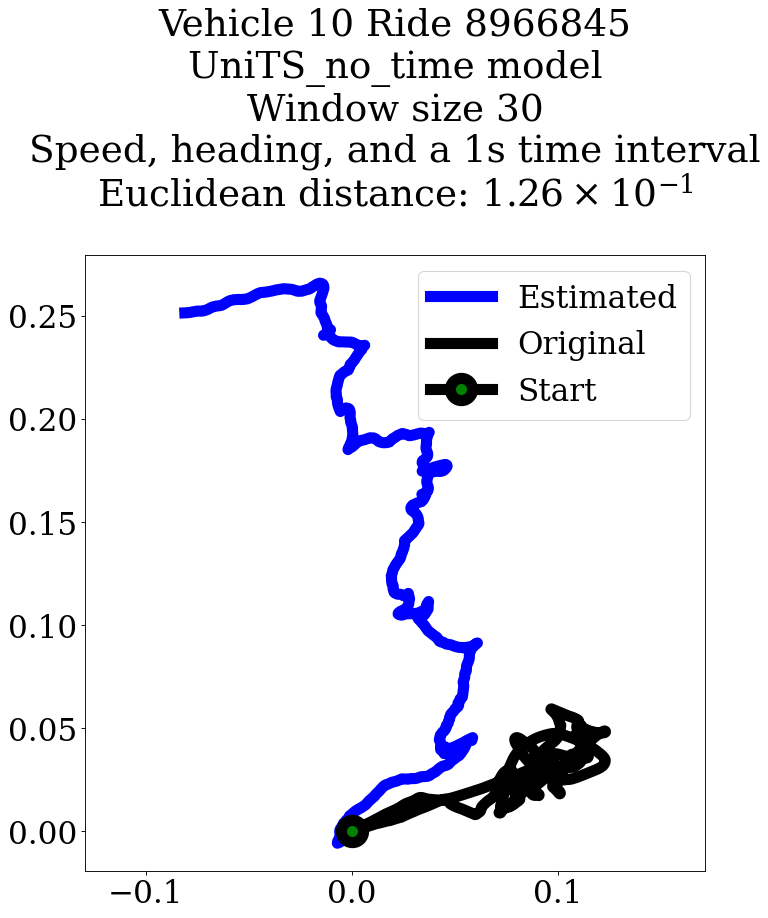 Vehicle 10 Ride 8966845
UniTS_no_time model
Window size 30
Speed, heading, and a 1s time interval
Euclidean distance: 1.26 × 10⁻¹
Estimated
Original
Start
0.25
0.20
0.15
0.10
0.05
0.00
−0.1
0.0
0.1